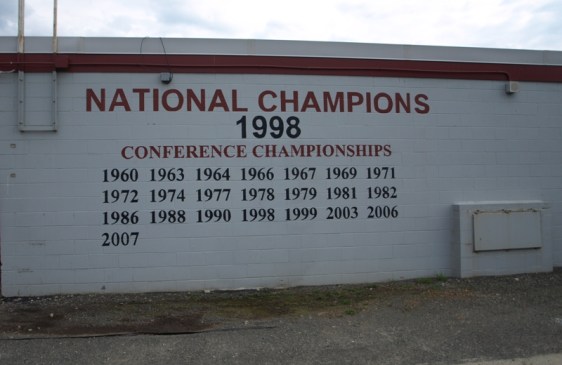 NATIONAL CHAMPIONS
1998
CONFERENCE CHAMPIONSHIPS
1960 1963 1964 1966 1967 1969 1971
1972 1974 1977 1978 1979 1981 1982
1986 1988 1990 1998 1999 2003 2006
2007